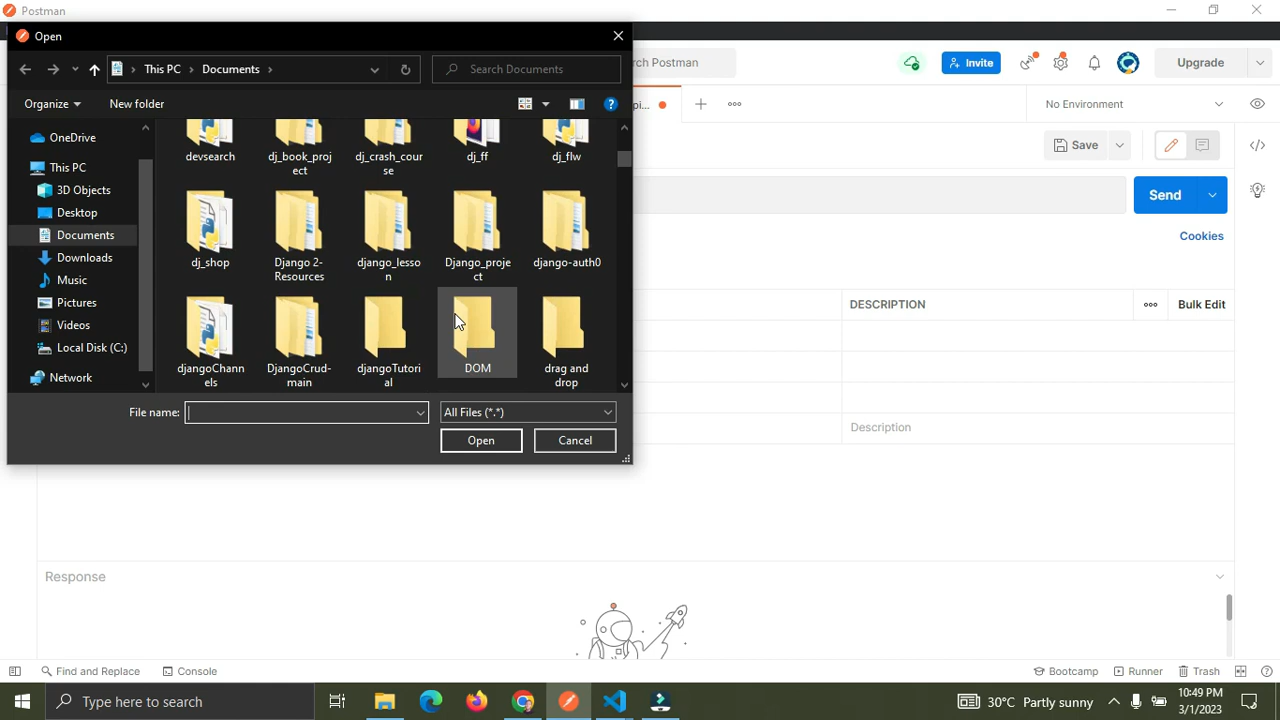 Postman
Open
This PC
Documents
Search Documents
Organize
New folder
OneDrive
This PC
3D Objects
Desktop
Documents
Downloads
Music
Pictures
Videos
Local Disk (C:)
Network
devsearch
dj_book_proj
ect
dj_crash_cour
se
dj_ff
dj_flw
dj_shop
Django 2-
Resources
django_lesso
n
Django_proje
ct
django-auth0
djangoChann
els
DjangoCrud-
main
djangoTutori
al
DOM
drag and
drop
File name:
All Files (*.*)
Open
Cancel
rch Postman
Invite
Upgrade
pi...
No Environment
Save
Send
Cookies
DESCRIPTION
Bulk Edit
Description
Response
Find and Replace
Console
Bootcamp
Runner
Trash
Type here to search
30°C Partly sunny
10:49 PM
3/1/2023